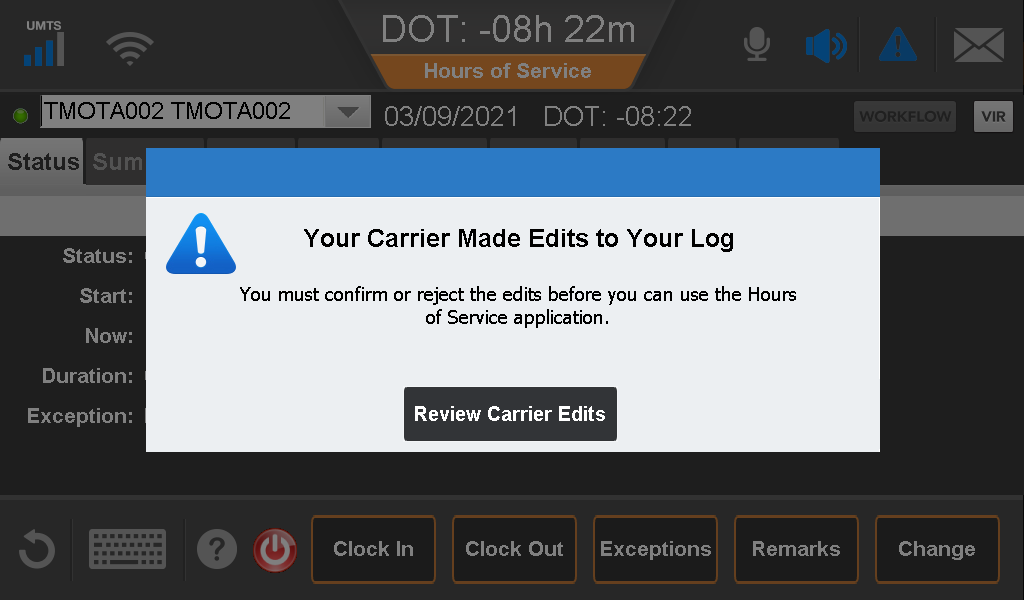 UMTS
DOT: -08h 22m
Hours of Service
TMOTA002 TMOTA002
03/09/2021 DOT: -08:22
WORKFLOW
VIR
Status
Sum
Your Carrier Made Edits to Your Log
You must confirm or reject the edits before you can use the Hours
of Service application.
Review Carrier Edits
Status:
Start:
Now:
Duration:
Exception:
?
Clock In
Clock Out
Exceptions
Remarks
Change